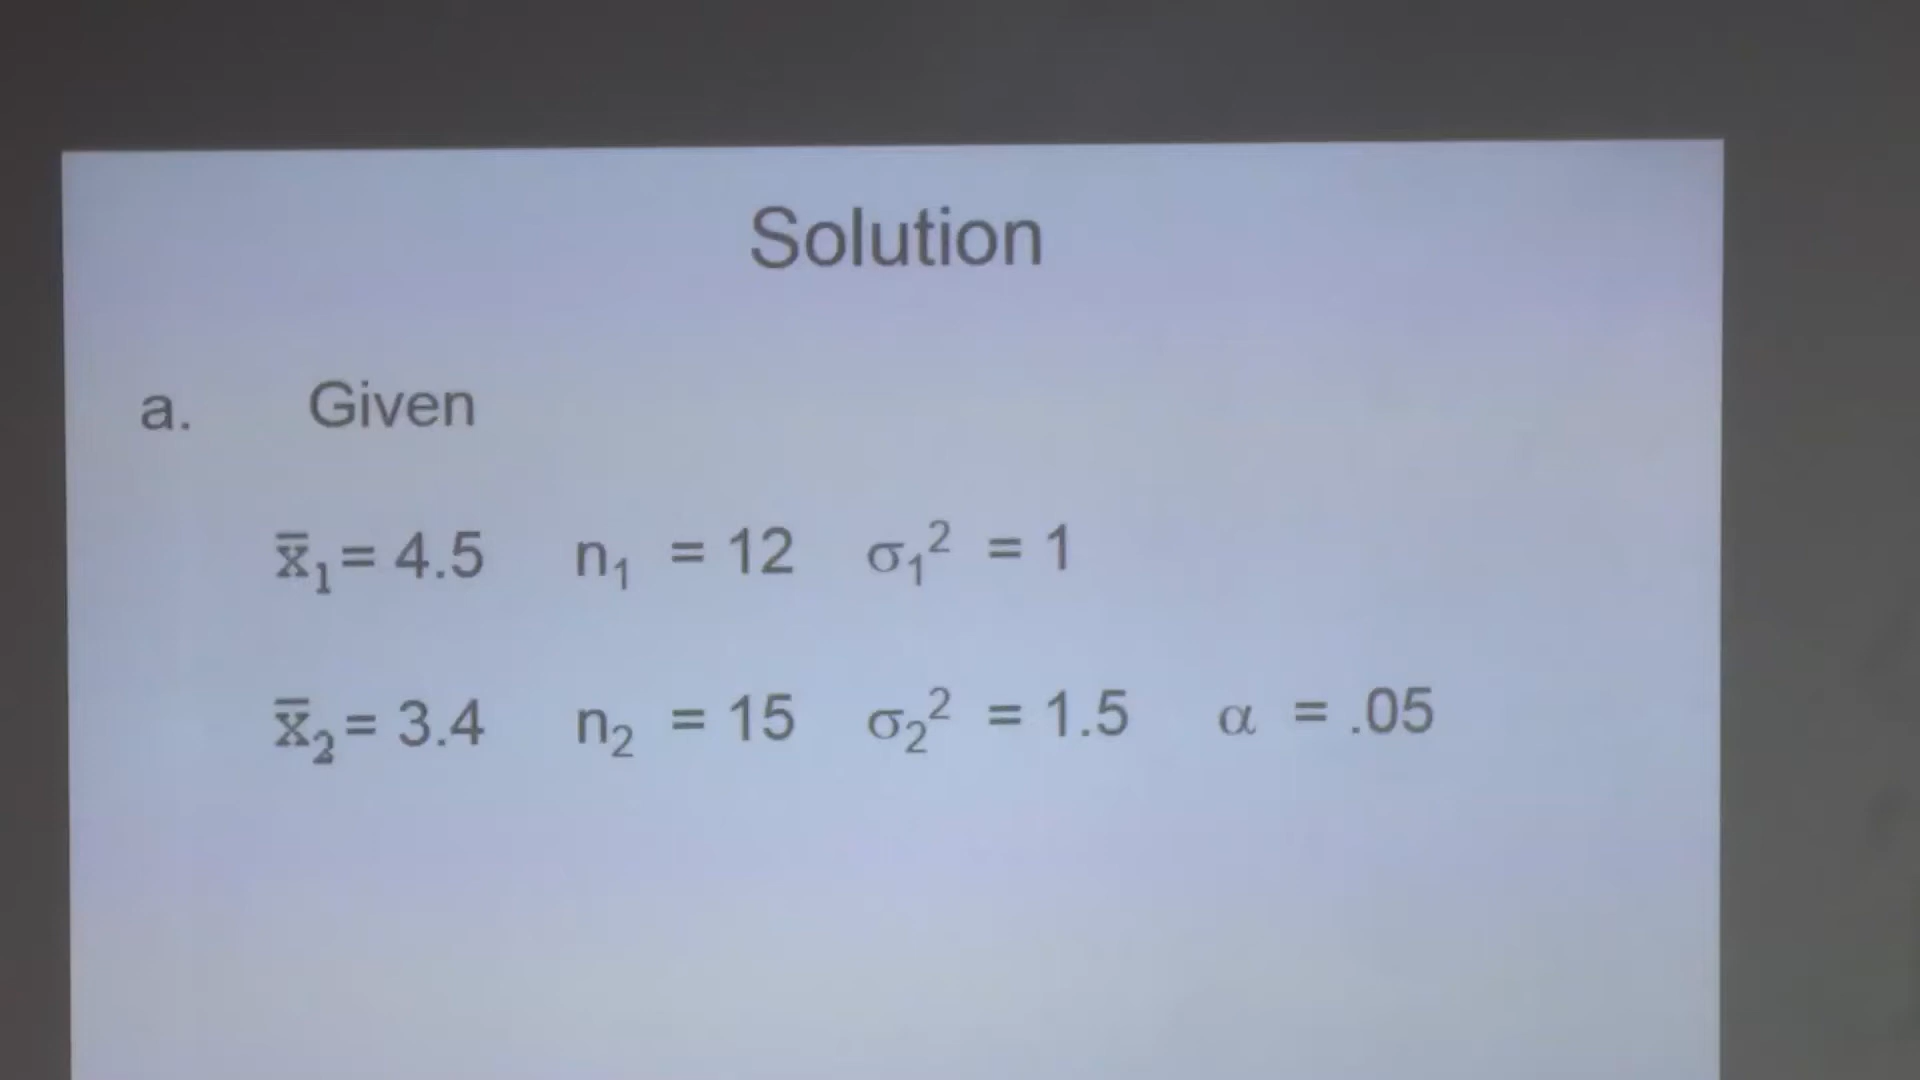 Solution
a. Given
x̅₁ = 4.5 n₁ = 12 σ₁² = 1
x̅₂ = 3.4 n₂ = 15 σ₂² = 1.5 α = .05